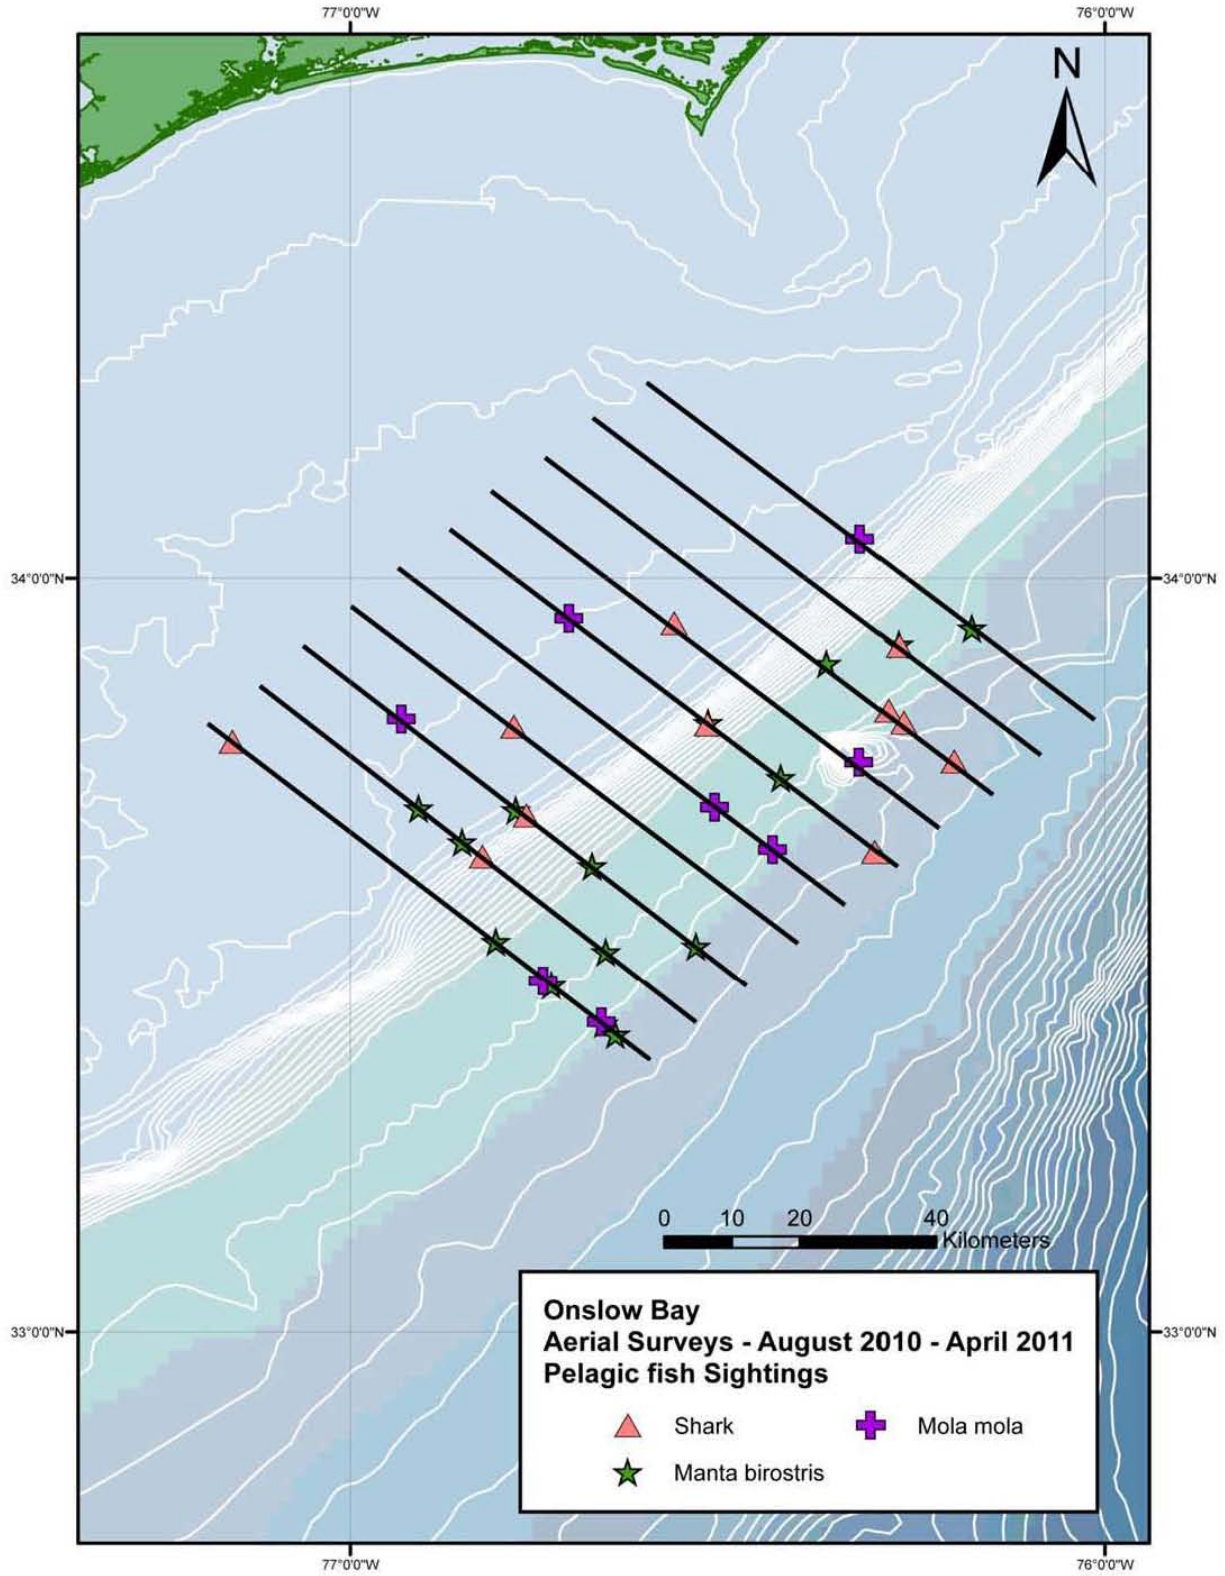 77°0'0"W 76°0'0"W
N
34°0'0"N 34°0'0"N
0 10 20 40
Kilometers
33°0'0"N 33°0'0"N
Onslow Bay
Aerial Surveys - August 2010 - April 2011
Pelagic fish Sightings
Shark Mola mola
Manta birostris
77°0'0"W 76°0'0"W